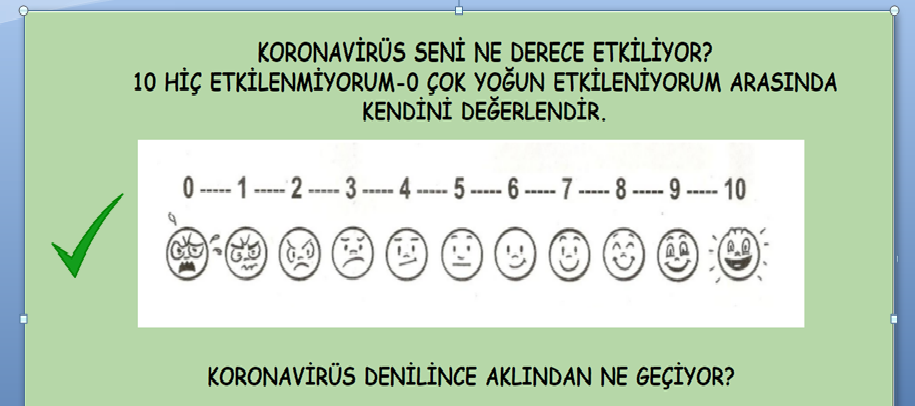 KORONAVİRÜS SENİ NE DERECE ETKİLİYOR?
10 HİÇ ETKİLENMİYORUM-0 ÇOK YOĞUN ETKİLENİYORUM ARASINDA
KENDİNİ DEĞERLENDİR.
0 ----- 1 ----- 2 ----- 3 ----- 4 ----- 5 ----- 6 ----- 7 ----- 8 ----- 9 ----- 10
KORONAVİRÜS DENİLİNCE AKLINDAN NE GEÇİYOR?